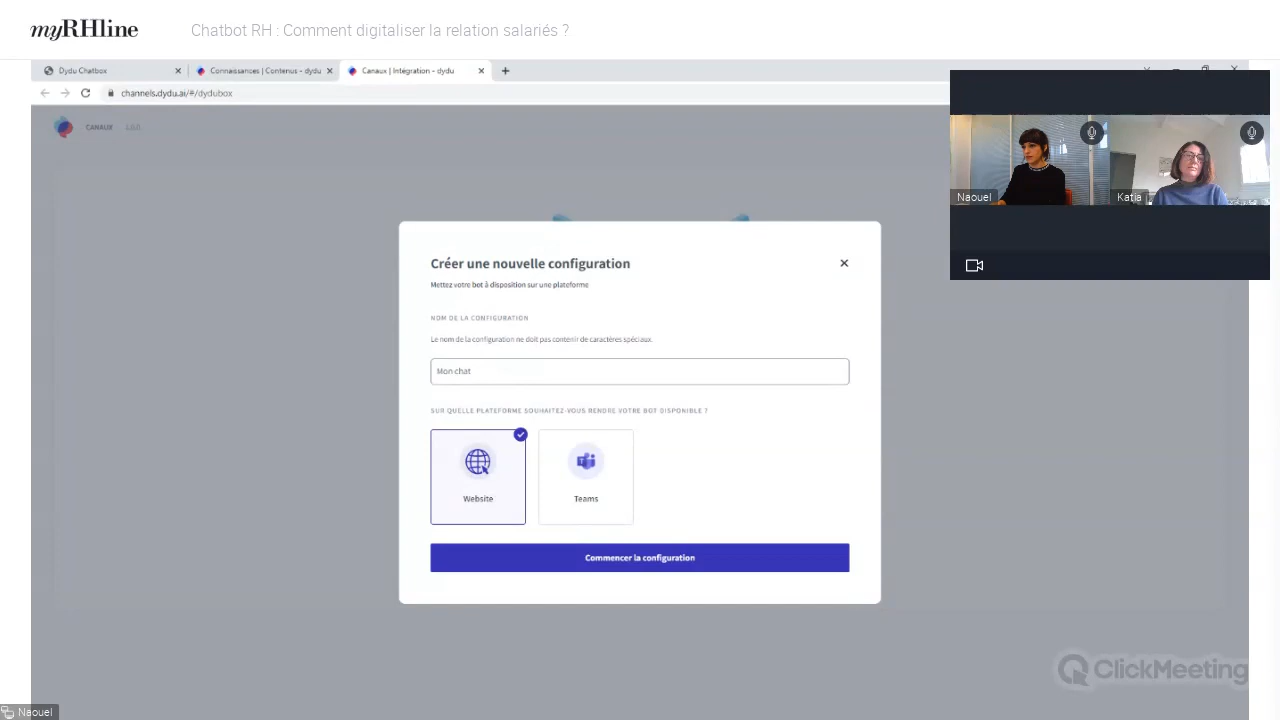 myRHline
Chatbot RH : Comment digitaliser la relation salariés ?
Dydu Chatbox
Connaissances | Contenus - dydu
Canaux | Intégration - dydu
channels.dydu.ai/#/dydubox
CANAUX
Créer une nouvelle configuration
Mettez votre bot à disposition sur une plateforme
NOM DE LA CONFIGURATION
Le nom de la configuration ne doit pas contenir de caractères spéciaux.
Mon chat
SUR QUELLE PLATEFORME SOUHAITEZ-VOUS RENDRE VOTRE BOT DISPONIBLE ?
Website
Teams
Commencer la configuration
Naouel
Katia
ClickMeeting
Naouel